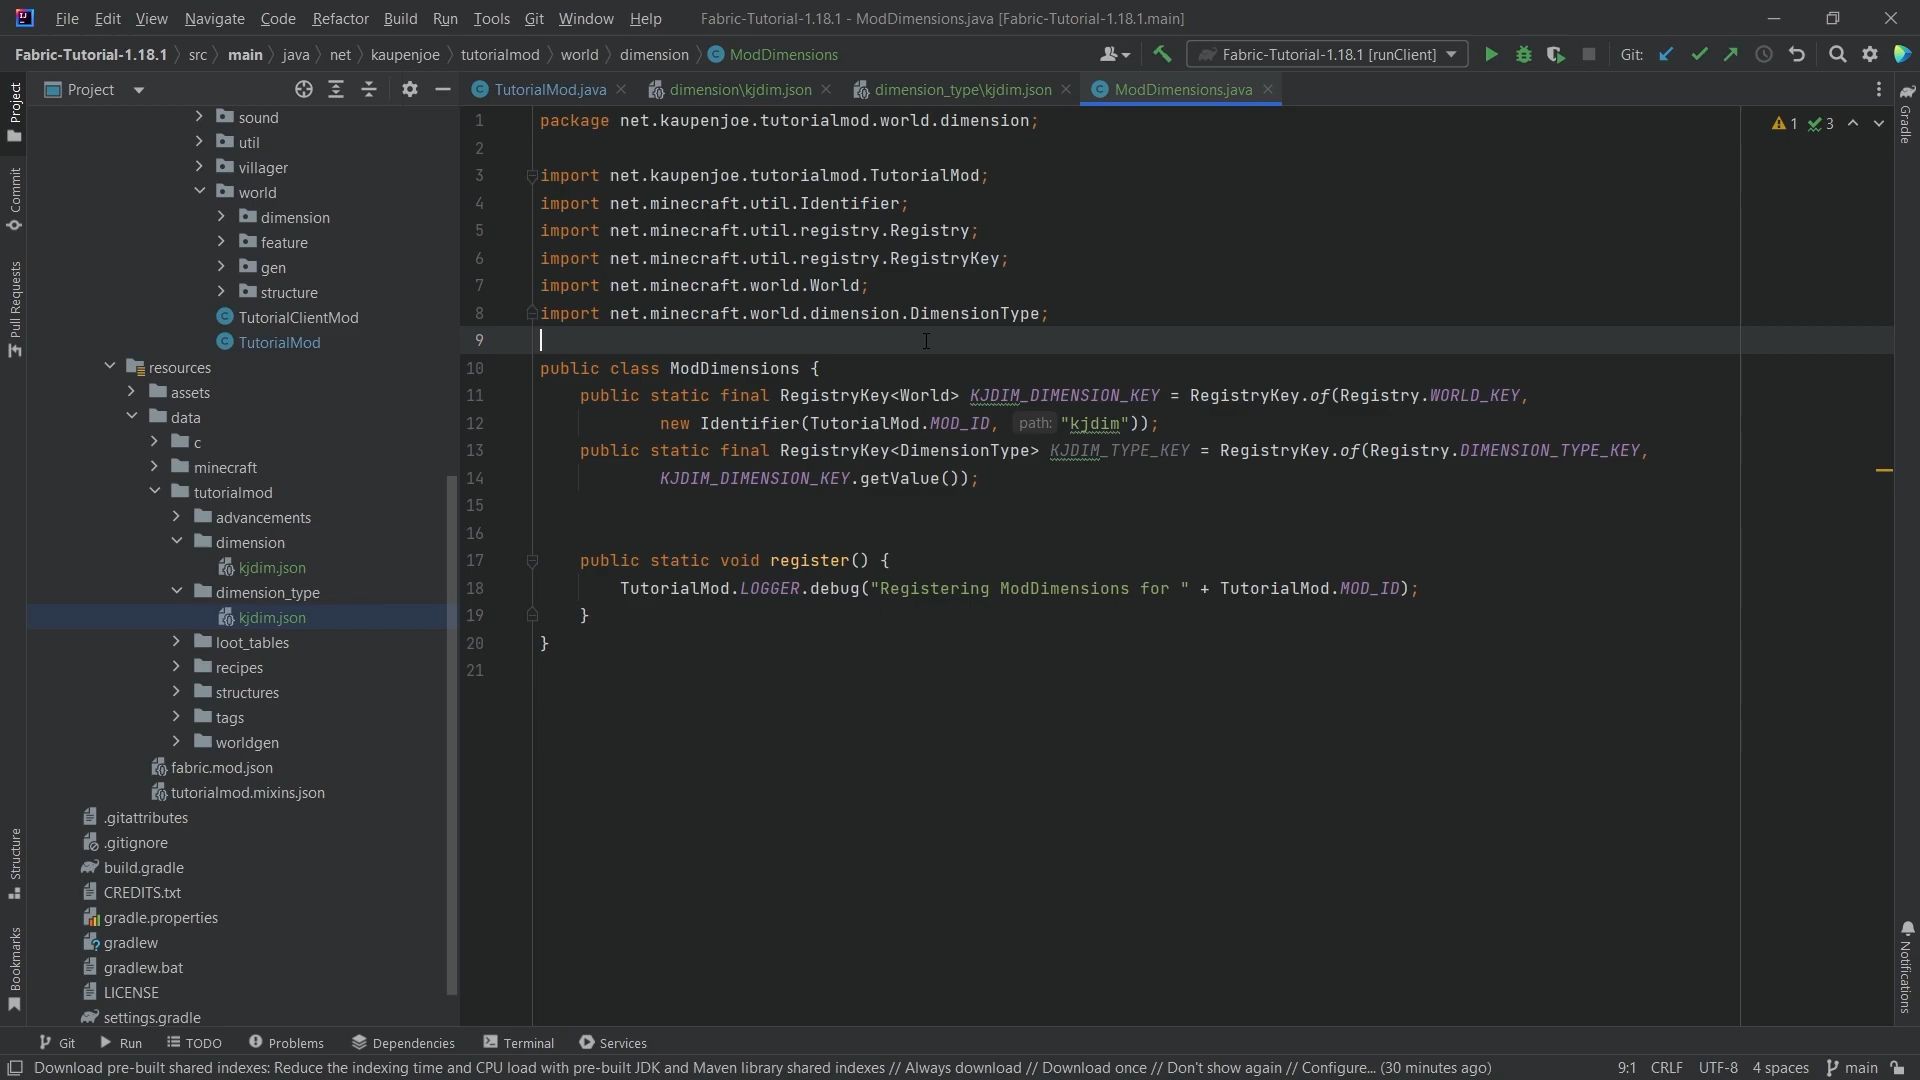 File Edit View Navigate Code Refactor Build Run Tools Git Window Help Fabric-Tutorial-1.18.1 - ModDimensions.java [Fabric-Tutorial-1.18.1.main]
Fabric-Tutorial-1.18.1 src main java net kaupenjoe tutorialmod world dimension ModDimensions Fabric-Tutorial-1.18.1 [runClient] Git:
Project TutorialMod.java dimension\kjdim.json dimension_type\kjdim.json ModDimensions.java
Project
Commit
Pull Requests
Structure
Bookmarks
sound
util
villager
world
dimension
feature
gen
structure
TutorialClientMod
TutorialMod
resources
assets
data
c
minecraft
tutorialmod
advancements
dimension
kjdim.json
dimension_type
kjdim.json
loot_tables
recipes
structures
tags
worldgen
fabric.mod.json
tutorialmod.mixins.json
.gitattributes
.gitignore
build.gradle
CREDITS.txt
gradle.properties
gradlew
gradlew.bat
LICENSE
settings.gradle
1 package net.kaupenjoe.tutorialmod.world.dimension;
2
3 import net.kaupenjoe.tutorialmod.TutorialMod;
4 import net.minecraft.util.Identifier;
5 import net.minecraft.util.registry.Registry;
6 import net.minecraft.util.registry.RegistryKey;
7 import net.minecraft.world.World;
8 import net.minecraft.world.dimension.DimensionType;
9
10 public class ModDimensions {
11 public static final RegistryKey<World> KJDIM_DIMENSION_KEY = RegistryKey.of(Registry.WORLD_KEY,
12 new Identifier(TutorialMod.MOD_ID, path: "kjdim"));
13 public static final RegistryKey<DimensionType> KJDIM_TYPE_KEY = RegistryKey.of(Registry.DIMENSION_TYPE_KEY,
14 KJDIM_DIMENSION_KEY.getValue());
15
16
17 public static void register() {
18 TutorialMod.LOGGER.debug("Registering ModDimensions for " + TutorialMod.MOD_ID);
19 }
20 }
21
1 3
Gradle
Notifications
Git Run TODO Problems Dependencies Terminal Services
Download pre-built shared indexes: Reduce the indexing time and CPU load with pre-built JDK and Maven library shared indexes // Always download // Download once // Don't show again // Configure... (30 minutes ago) 9:1 CRLF UTF-8 4 spaces main